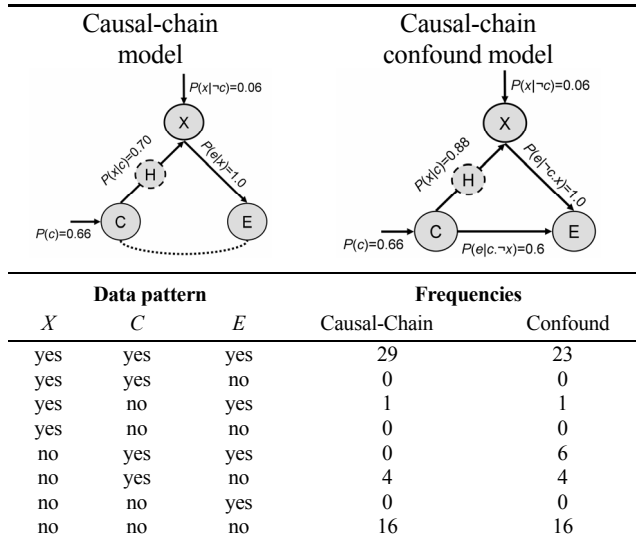 Causal-chain model
Causal-chain confound model
P(x|¬c)=0.06
X
P(x|c)=0.70
H
P(e|x)=1.0
P(c)=0.66
C
E
P(x|¬c)=0.06
X
P(x|c)=0.88
H
P(e|¬c.x)=1.0
P(c)=0.66
C
P(e|c.¬x)=0.6
E
Data pattern Frequencies
X C E Causal-Chain Confound
yes yes yes 29 23
yes yes no 0 0
yes no yes 1 1
yes no no 0 0
no yes yes 0 6
no yes no 4 4
no no yes 0 0
no no no 16 16